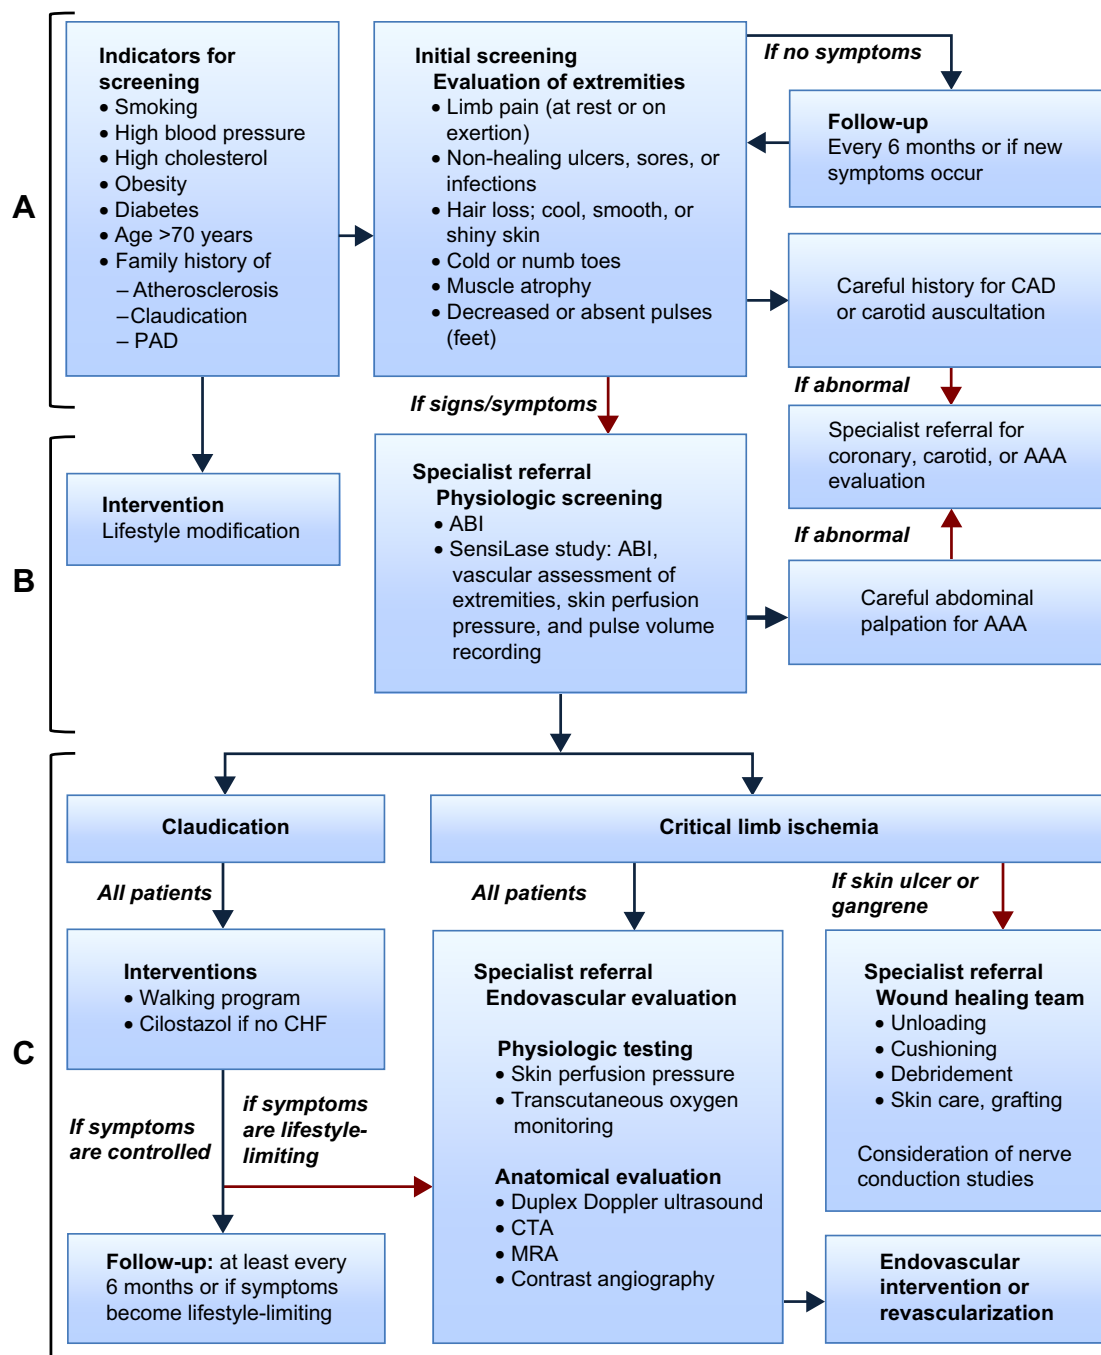 A
Indicators for
screening
• Smoking
• High blood pressure
• High cholesterol
• Obesity
• Diabetes
• Age >70 years
• Family history of
– Atherosclerosis
–Claudication
– PAD
Initial screening
Evaluation of extremities
• Limb pain (at rest or on
exertion)
• Non-healing ulcers, sores, or
infections
• Hair loss; cool, smooth, or
shiny skin
• Cold or numb toes
• Muscle atrophy
• Decreased or absent pulses
(feet)
If no symptoms
Follow-up
Every 6 months or if new
symptoms occur
Careful history for CAD
or carotid auscultation
If abnormal
If signs/symptoms
Specialist referral for
coronary, carotid, or AAA
evaluation
B
Intervention
Lifestyle modification
Specialist referral
Physiologic screening
• ABI
• SensiLase study: ABI,
vascular assessment of
extremities, skin perfusion
pressure, and pulse volume
recording
If abnormal
Careful abdominal
palpation for AAA
C
Claudication
Critical limb ischemia
All patients
All patients
If skin ulcer or
gangrene
Interventions
• Walking program
• Cilostazol if no CHF
If symptoms
are controlled
if symptoms
are lifestyle-
limiting
Follow-up: at least every
6 months or if symptoms
become lifestyle-limiting
Specialist referral
Endovascular evaluation
Physiologic testing
• Skin perfusion pressure
• Transcutaneous oxygen
monitoring
Anatomical evaluation
• Duplex Doppler ultrasound
• CTA
• MRA
• Contrast angiography
Specialist referral
Wound healing team
• Unloading
• Cushioning
• Debridement
• Skin care, grafting
Consideration of nerve
conduction studies
Endovascular
intervention or
revascularization